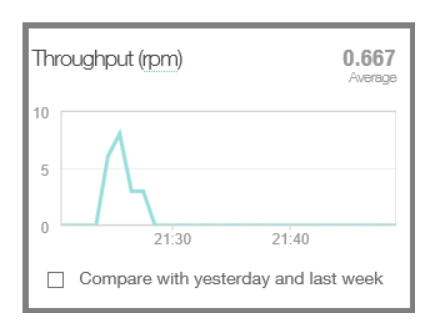 Throughput (rpm)
0.667
Average
10
5
0
21:30 21:40
Compare with yesterday and last week